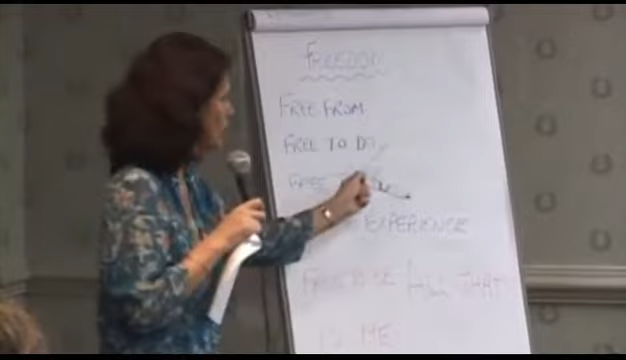 FREEDOM
FREE FROM
FREE TO DO
FREE
EXPERIENCE
FREE TO BE ALL THAT
IS ME